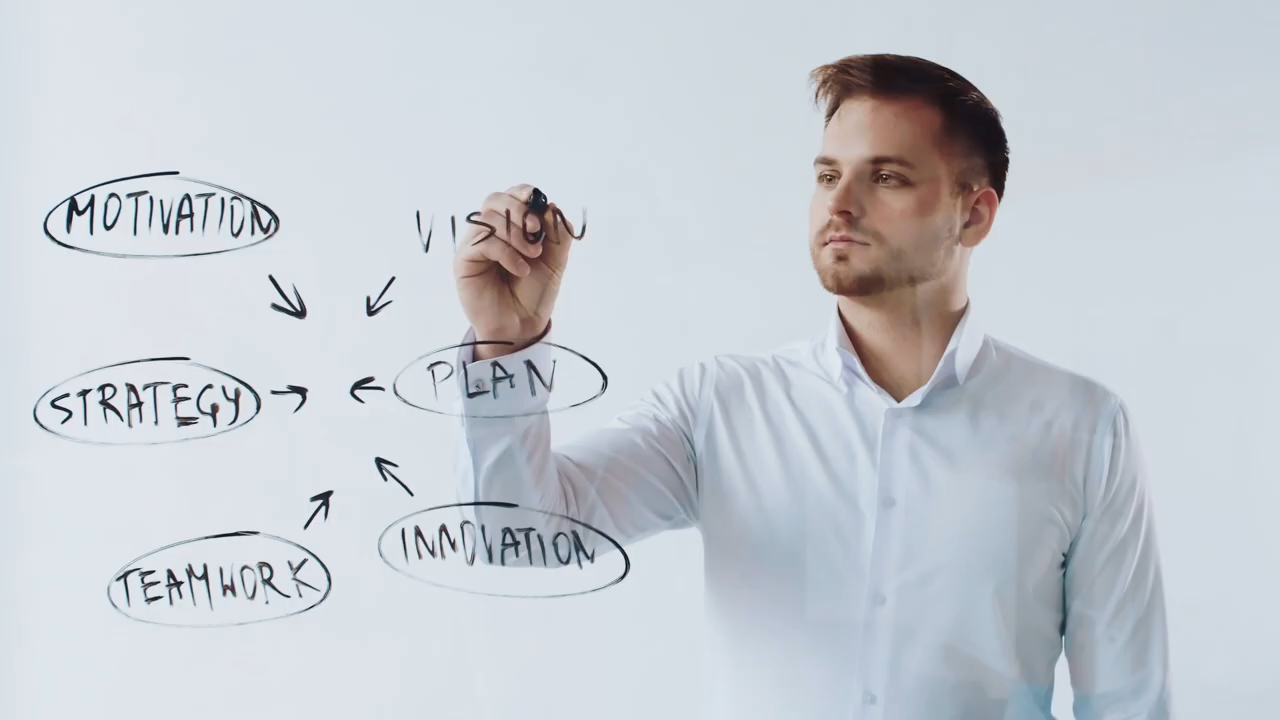 MOTIVATION
VISION
STRATEGY
PLAN
TEAMWORK
INNOVATION